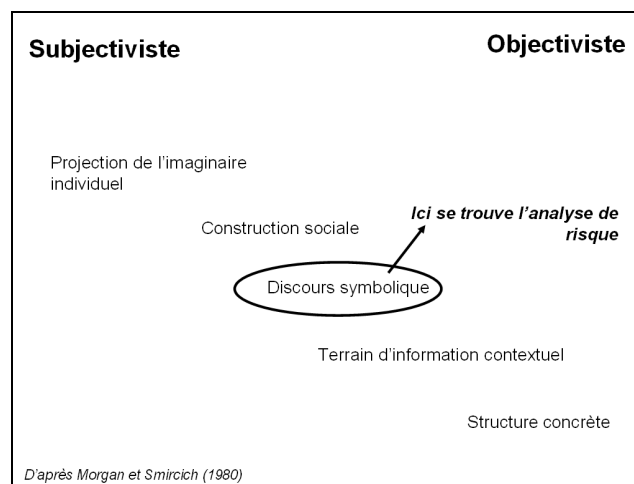 Subjectiviste
Objectiviste
Projection de l'imaginaire
individuel
Ici se trouve l'analyse de
risque
Construction sociale
Discours symbolique
Terrain d'information contextuel
Structure concrète
D'après Morgan et Smircich (1980)